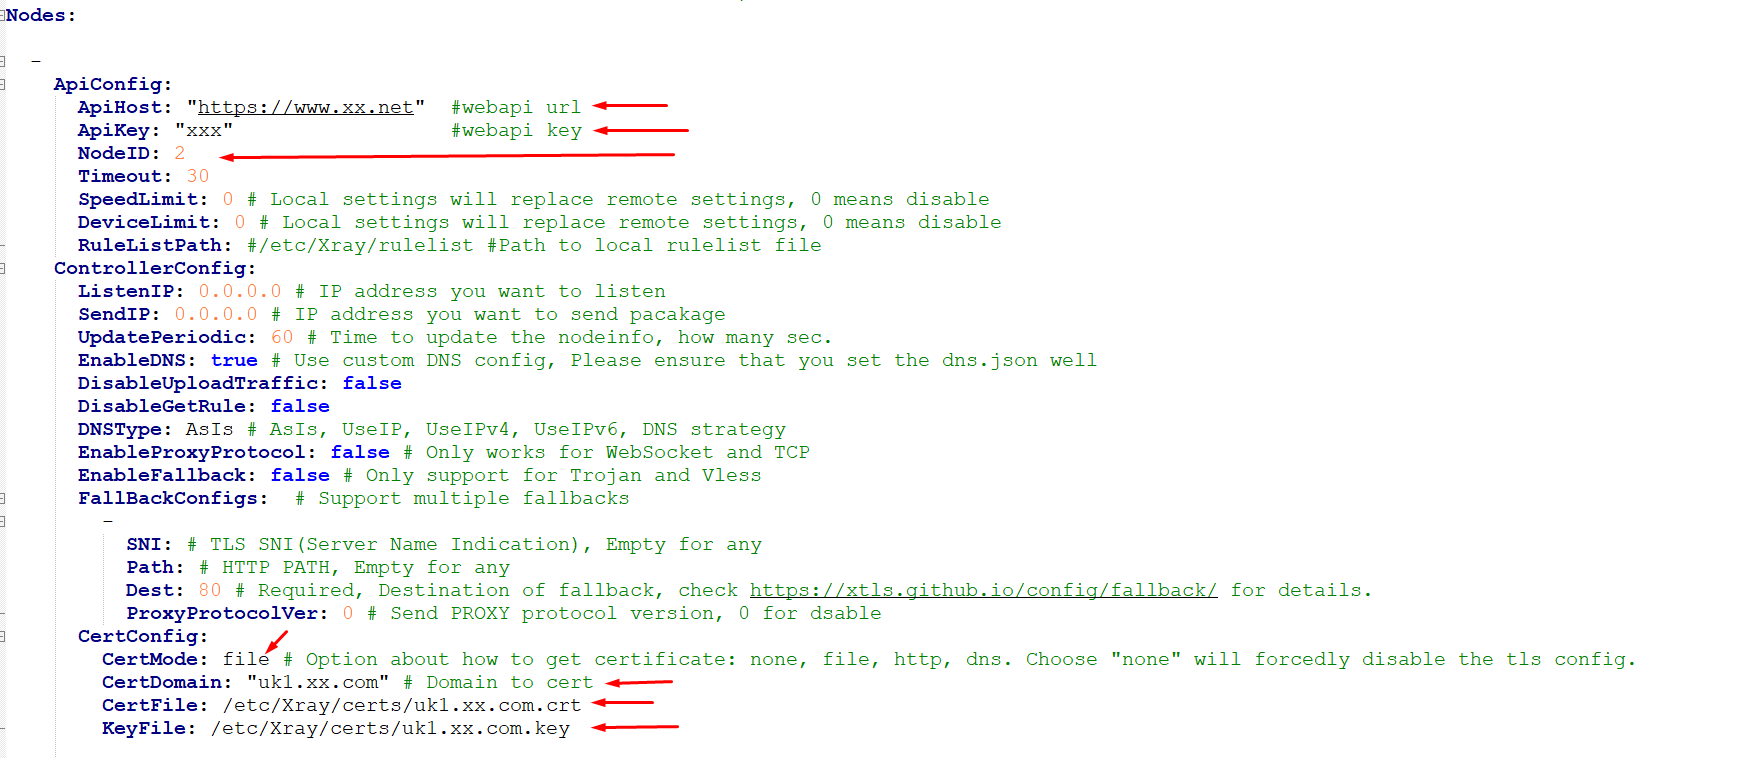 Nodes:
-
ApiConfig:
ApiHost: "https://www.xx.net" #webapi url
ApiKey: "xxx" #webapi key
NodeID: 2
Timeout: 30
SpeedLimit: 0 # Local settings will replace remote settings, 0 means disable
DeviceLimit: 0 # Local settings will replace remote settings, 0 means disable
RuleListPath: #/etc/Xray/rulelist #Path to local rulelist file
ControllerConfig:
ListenIP: 0.0.0.0 # IP address you want to listen
SendIP: 0.0.0.0 # IP address you want to send pacakage
UpdatePeriodic: 60 # Time to update the nodeinfo, how many sec.
EnableDNS: true # Use custom DNS config, Please ensure that you set the dns.json well
DisableUploadTraffic: false
DisableGetRule: false
DNSType: AsIs # AsIs, UseIP, UseIPv4, UseIPv6, DNS strategy
EnableProxyProtocol: false # Only works for WebSocket and TCP
EnableFallback: false # Only support for Trojan and Vless
FallBackConfigs: # Support multiple fallbacks
-
SNI: # TLS SNI(Server Name Indication), Empty for any
Path: # HTTP PATH, Empty for any
Dest: 80 # Required, Destination of fallback, check https://xtls.github.io/config/fallback/ for details.
ProxyProtocolVer: 0 # Send PROXY protocol version, 0 for dsable
CertConfig:
CertMode: file # Option about how to get certificate: none, file, http, dns. Choose "none" will forcedly disable the tls config.
CertDomain: "uk1.xx.com" # Domain to cert
CertFile: /etc/Xray/certs/uk1.xx.com.crt
KeyFile: /etc/Xray/certs/uk1.xx.com.key